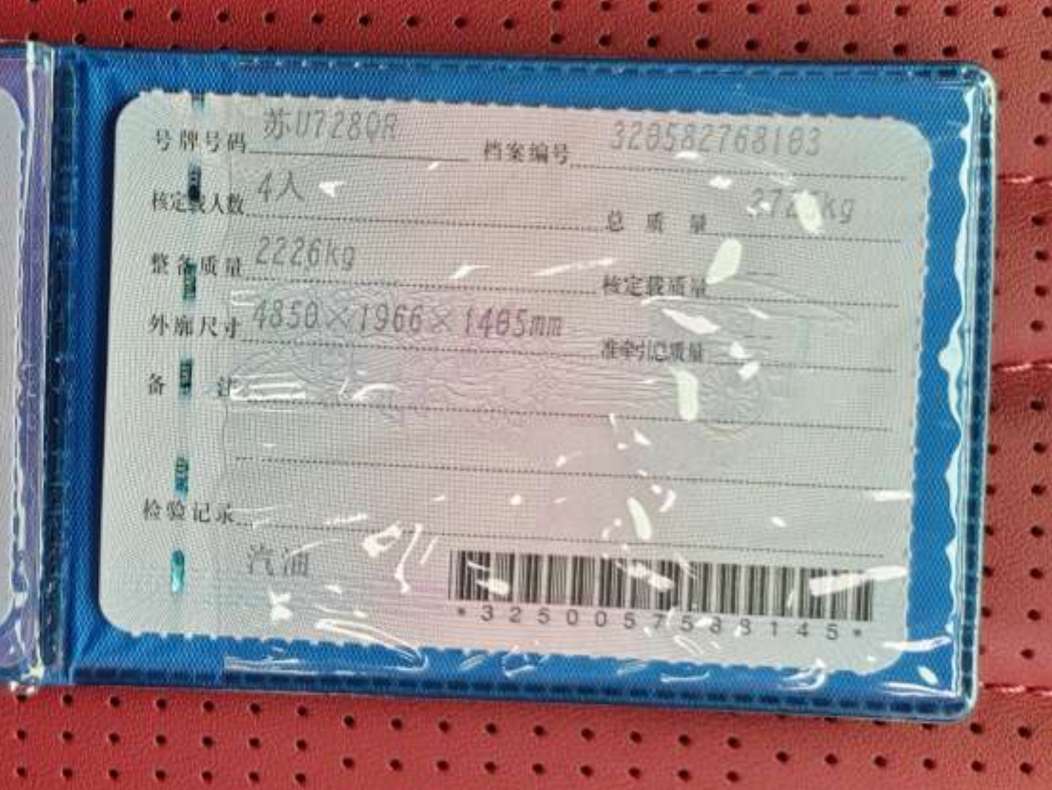 号牌号码 苏U728QR 档案编号 320582768103
核定载人数 4人 总质量
整备质量 2226kg 核定载质量
外廓尺寸 4850×1966×1405mm 准牵引总质量
备注
检验记录
汽油